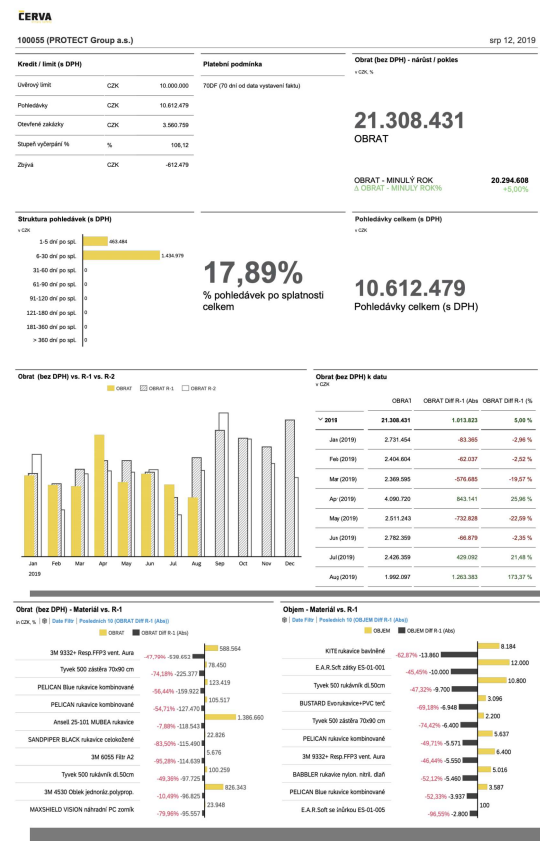 CERVA
100055 (PROTECT Group a.s.) srp 12, 2019
Kredit / limit (s DPH)
Úvěrový limit CZK 10.000.000
Pohledávky CZK 10.612.479
Otevřené zakázky CZK 3.560.759
Stupeň vyčerpání % % 106,12
Zbývá CZK -612.479
Platební podmínka
70DF (70 dní od data vystavení faktu)
Obrat (bez DPH) - nárůst / pokles
v CZK, %
21.308.431
OBRAT
OBRAT - MINULÝ ROK 20.294.608
Δ OBRAT - MINULÝ ROK% +5,00%
Struktura pohledávek (s DPH)
v CZK
1-5 dní po spl. 463.484
6-30 dní po spl. 1.434.979
31-60 dní po spl. 0
61-90 dní po spl. 0
91-120 dní po spl. 0
121-180 dní po spl. 0
181-360 dní po spl. 0
> 360 dní po spl. 0
17,89%
% pohledávek po splatnosti
celkem
Pohledávky celkem (s DPH)
v CZK
10.612.479
Pohledávky celkem (s DPH)
Obrat (bez DPH) vs. R-1 vs. R-2
OBRAT OBRAT R-1 OBRAT R-2
Jan Feb Mar Apr May Jun Jul Aug Sep Oct Nov Dec
2019
Obrat (bez DPH) k datu
v CZK
OBRAT OBRAT Diff R-1 (Abs OBRAT Diff R-1 (%
2019 21.308.431 1.013.823 5,00 %
Jan (2019) 2.731.454 -83.365 -2,96 %
Feb (2019) 2.404.604 -62.037 -2,52 %
Mar (2019) 2.369.595 -576.685 -19,57 %
Apr (2019) 4.090.720 843.141 25,96 %
May (2019) 2.511.243 -732.828 -22,59 %
Jun (2019) 2.782.359 -66.879 -2,35 %
Jul (2019) 2.426.359 429.092 21,48 %
Aug (2019) 1.992.097 1.263.383 173,37 %
Obrat (bez DPH) - Materiál vs. R-1
in CZK, % | Date Filtr | Posledních 10 (OBRAT Diff R-1 (Abs))
OBRAT OBRAT Diff R-1 (Abs)
3M 9332+ Resp.FFP3 vent. Aura -47,79% -538.652 588.564
Tyvek 500 zástěra 70x90 cm -74,18% -225.377 78.450
PELICAN Blue rukavice kombinované -56,44% -159.922 123.419
PELICAN rukavice kombinované -54,71% -127.470 105.517
Ansell 25-101 MUBEA rukavice -7,88% -118.543 1.386.660
SANDPIPER BLACK rukavice celokožené -83,50% -115.490 22.826
3M 6055 Filtr A2 -95,28% -114.639 5.676
Tyvek 500 rukávník dl.50cm -49,36% -97.725 100.259
3M 4530 Oblek jednoráz.polyprop. -10,49% -96.825 826.343
MAXSHIELD VISION náhradní PC zorník -79,96% -95.557 23.948
Objem - Materiál vs. R-1
| Date Filtr | Posledních 10 (OBJEM Diff R-1 (Abs))
OBJEM OBJEM Diff R-1 (Abs)
KITE rukavice bavlněné -62,87% -13.860 8.184
E.A.R.Soft zátky ES-01-001 -45,45% -10.000 12.000
Tyvek 500 rukávník dl.50cm -47,32% -9.700 10.800
BUSTARD Evo rukavice+PVC terč -69,18% -6.948 3.096
Tyvek 500 zástěra 70x90 cm -74,42% -6.400 2.200
PELICAN rukavice kombinované -49,71% -5.571 5.637
3M 9332+ Resp.FFP3 vent. Aura -46,44% -5.550 6.400
BABBLER rukavice nylon. nitril. dlaň -52,12% -5.460 5.016
PELICAN Blue rukavice kombinované -52,33% -3.937 3.587
E.A.R.Soft se šňůrkou ES-01-005 -96,55% -2.800 100